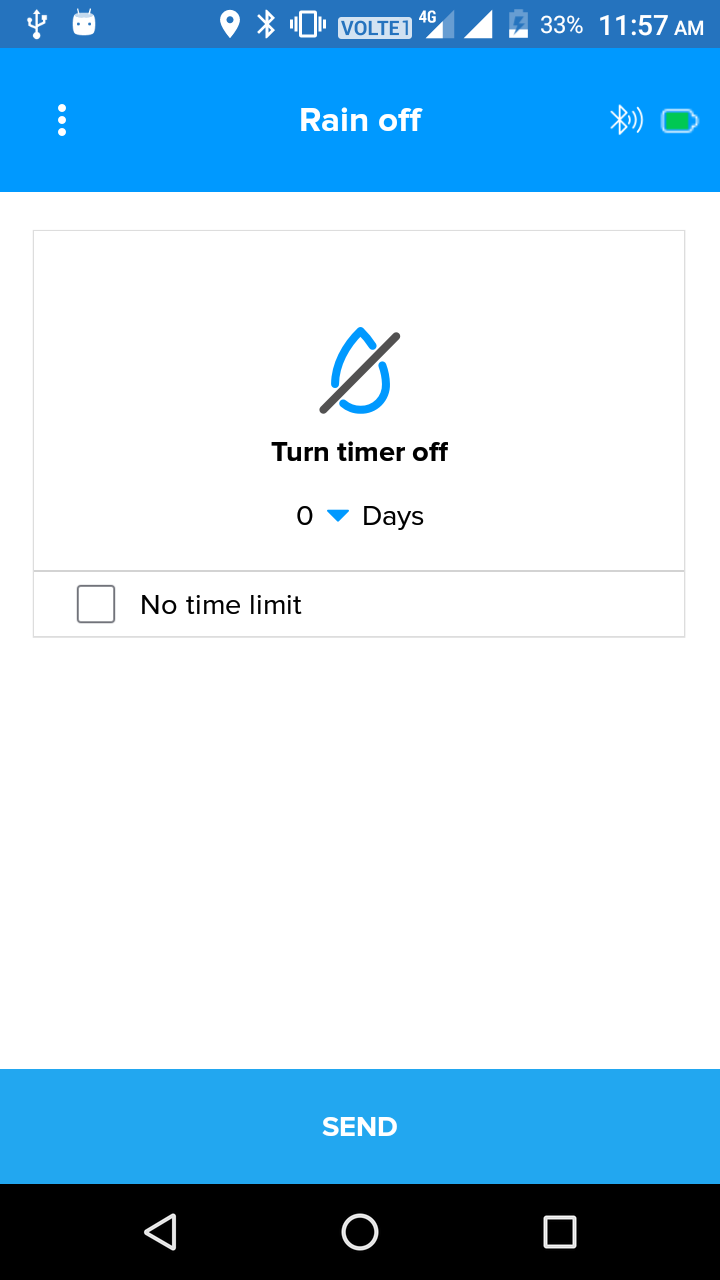 VOLTE1 4G 33% 11:57 AM
Rain off
Turn timer off
0 Days
No time limit
SEND